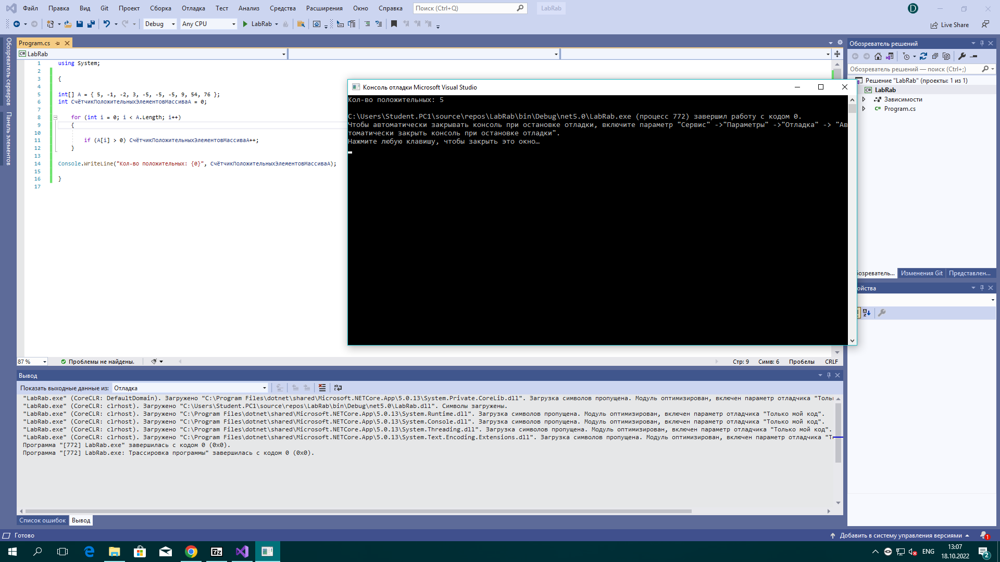 Файл Правка Вид Git Проект Сборка Отладка Тест Анализ Средства Расширения Окно Справка Поиск (Ctrl+Q) LabRab D
Debug Any CPU LabRab Live Share
Обозреватель серверов
Панель элементов
Program.cs
C# LabRab
1 using System;
2
3 {
4
5 int[] A = { 5, -1, -2, 3, -5, -5, -5, 9, 54, 76 };
6 int СчётчикПоложительныхЭлементовМассиваА = 0;
7
8 for (int i = 0; i < A.Length; i++)
9 {
10
11 if (A[i] > 0) СчётчикПоложительныхЭлементовМассиваА++;
12 }
13
14 Console.WriteLine("Кол-во положительных: {0}", СчётчикПоложительныхЭлементовМассиваА);
15
16 }
17
Консоль отладки Microsoft Visual Studio
Кол-во положительных: 5
C:\Users\Student.PC1\source\repos\LabRab\bin\Debug\net5.0\LabRab.exe (процесс 772) завершил работу с кодом 0.
Чтобы автоматически закрывать консоль при остановке отладки, включите параметр "Сервис" ->"Параметры" ->"Отладка" -> "Ав
томатически закрыть консоль при остановке отладки".
Нажмите любую клавишу, чтобы закрыть это окно…
Обозреватель решений
Обозреватель решений — поиск (Ctrl+;)
Решение "LabRab" (проекты: 1 из 1)
C# LabRab
Зависимости
C# Program.cs
бозреватель... Изменения Git Представлен...
ойства
87 % Проблемы не найдены. Стр: 9 Симв: 6 Пробелы CRLF
Вывод
Показать выходные данные из: Отладка
"LabRab.exe" (CoreCLR: DefaultDomain). Загружено "C:\Program Files\dotnet\shared\Microsoft.NETCore.App\5.0.13\System.Private.CoreLib.dll". Загрузка символов пропущена. Модуль оптимизирован, включен параметр отладчика "Толь
"LabRab.exe" (CoreCLR: clrhost). Загружено "C:\Users\Student.PC1\source\repos\LabRab\bin\Debug\net5.0\LabRab.dll". Символы загружены.
"LabRab.exe" (CoreCLR: clrhost). Загружено "C:\Program Files\dotnet\shared\Microsoft.NETCore.App\5.0.13\System.Runtime.dll". Загрузка символов пропущена. Модуль оптимизирован, включен параметр отладчика "Только мой код".
"LabRab.exe" (CoreCLR: clrhost). Загружено "C:\Program Files\dotnet\shared\Microsoft.NETCore.App\5.0.13\System.Console.dll". Загрузка символов пропущена. Модуль оптимизирован, включен параметр отладчика "Только мой код".
"LabRab.exe" (CoreCLR: clrhost). Загружено "C:\Program Files\dotnet\shared\Microsoft.NETCore.App\5.0.13\System.Threading.dll". Загрузка символов пропущена. Модуль оптимизирован, включен параметр отладчика "Только мой код".
"LabRab.exe" (CoreCLR: clrhost). Загружено "C:\Program Files\dotnet\shared\Microsoft.NETCore.App\5.0.13\System.Text.Encoding.Extensions.dll". Загрузка символов пропущена. Модуль оптимизирован, включен параметр отладчика "Т
Программа "[772] LabRab.exe" завершилась с кодом 0 (0x0).
Программа "[772] LabRab.exe: Трассировка программы" завершилась с кодом 0 (0x0).
Список ошибок Вывод
Готово Добавить в систему управления версиями 1
7z ENG 13:07
18.10.2022 2